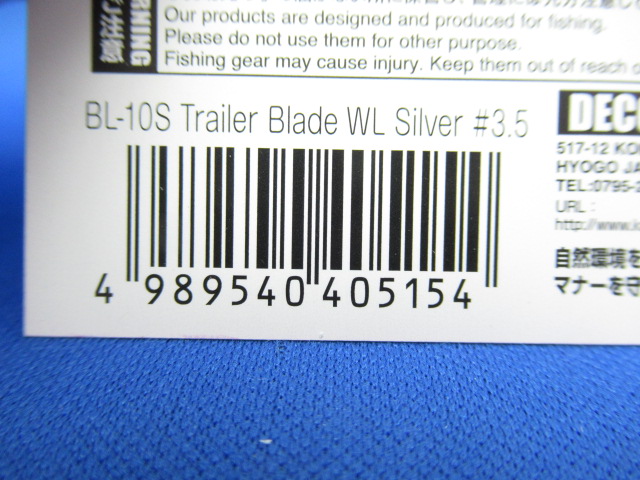 WARNING
Our products are designed and produced for fishing.
Please do not use them for other purpose.
Fishing gear may cause injury. Keep them out of reach o
BL-10S Trailer Blade WL Silver #3.5
DECO
517-12 KO
HYOGO JA
TEL:0795-2
URL :
http://www.k
自然環境を
マナーを守
4 989540 405154